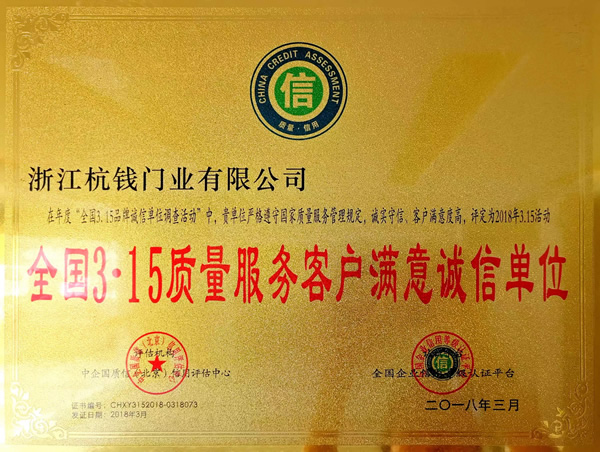 CHINA CREDIT ASSESSMENT
信
质量·信用
浙江杭钱门业有限公司
在年度“全国3.15品牌诚信单位调查活动”中，贵单位严格遵守国家质量服务管理规定，诚实守信、客户满意度高，评定为2018年3.15活动
全国3·15质量服务客户满意诚信单位
评估机构
中企国质信（北京）信用评估中心
全国企业信用等级认证平台
证书编号：CHXY3152018-0318073
发证日期：2018年3月
二〇一八年三月